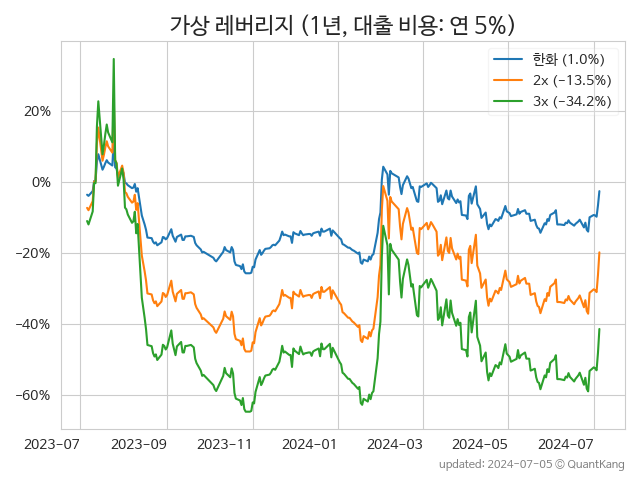 가상 레버리지 (1년, 대출 비용: 연 5%)
한화 (1.0%)
2x (−13.5%)
3x (−34.2%)
20%
0%
−20%
−40%
−60%
2023-07
2023-09
2023-11
2024-01
2024-03
2024-05
2024-07
updated: 2024-07-05 © QuantKang